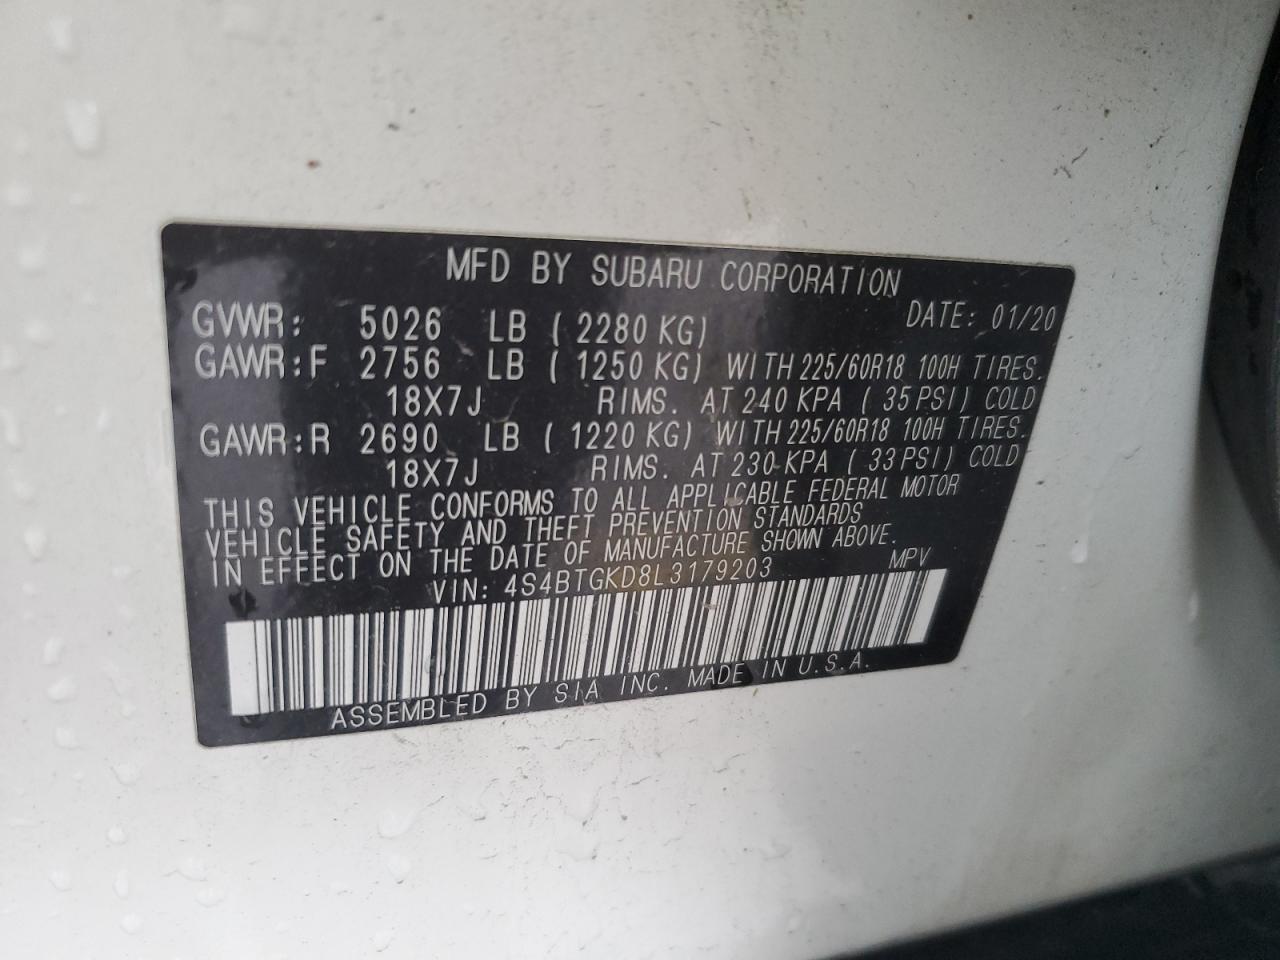 MFD BY SUBARU CORPORATION
DATE: 01/20
GVWR: 5026 LB ( 2280 KG)
GAWR:F 2756 LB ( 1250 KG) WITH 225/60R18 100H TIRES.
18X7J RIMS. AT 240 KPA ( 35 PSI) COLD
GAWR:R 2690 LB ( 1220 KG) WITH 225/60R18 100H TIRES.
18X7J RIMS. AT 230 KPA ( 33 PSI) COLD
THIS VEHICLE CONFORMS TO ALL APPLICABLE FEDERAL MOTOR
VEHICLE SAFETY AND THEFT PREVENTION STANDARDS
IN EFFECT ON THE DATE OF MANUFACTURE SHOWN ABOVE.
VIN: 4S4BTGKD8L3179203 MPV
ASSEMBLED BY SIA INC. MADE IN U.S.A.